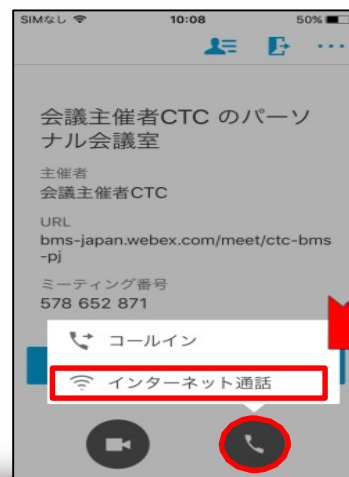 SIMなし 10:08 50%
会議主催者CTC のパーソ
ナル会議室
主催者
会議主催者CTC
URL
bms-japan.webex.com/meet/ctc-bms
-pj
ミーティング番号
578 652 871
コールイン
インターネット通話